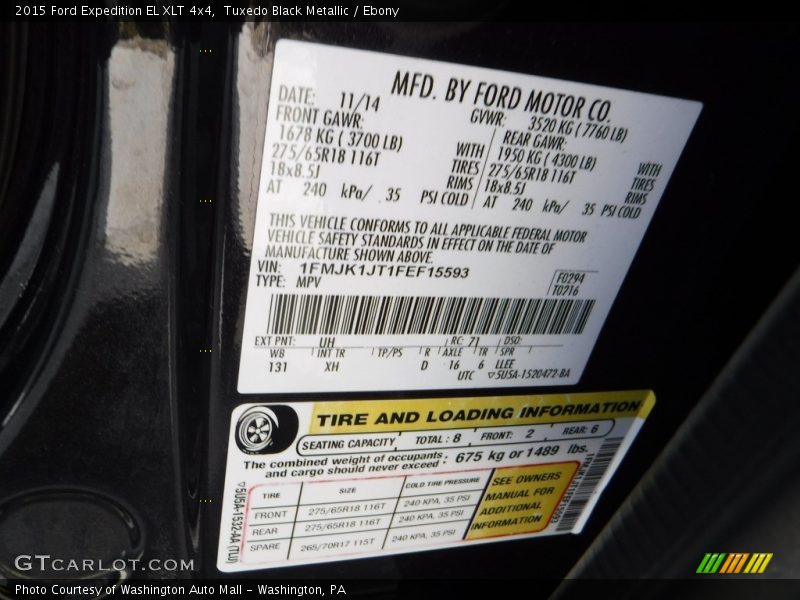 2015 Ford Expedition EL XLT 4x4, Tuxedo Black Metallic / Ebony
MFD. BY FORD MOTOR CO.
DATE: 11/14 GVWR: 3520 KG ( 7760 LB)
FRONT GAWR: REAR GAWR:
1678 KG ( 3700 LB) WITH 1950 KG ( 4300 LB) WITH
275/65R18 116T TIRES 275/65R18 116T TIRES
18x8.5J RIMS 18x8.5J RIMS
AT 240 kPa/ 35 PSI COLD AT 240 kPa/ 35 PSI COLD
THIS VEHICLE CONFORMS TO ALL APPLICABLE FEDERAL MOTOR
VEHICLE SAFETY STANDARDS IN EFFECT ON THE DATE OF
MANUFACTURE SHOWN ABOVE.
VIN: 1FMJK1JT1FEF15593
TYPE: MPV
F0294
T0216
EXT PNT: UH RC: 71 DSO:
WB INT TR TP/PS R AXLE TR SPR
131 XH D 16 6 LLEE
UTC ▽5U5A-1520472-BA
TIRE AND LOADING INFORMATION
SEATING CAPACITY TOTAL: 8 FRONT: 2 REAR: 6
The combined weight of occupants
and cargo should never exceed : 675 kg or 1489 lbs.
TIRE SIZE COLD TIRE PRESSURE
FRONT 275/65R18 116T 240 KPA, 35 PSI
REAR 275/65R18 116T 240 KPA, 35 PSI
SPARE 265/70R17 115T 240 KPA, 35 PSI
SEE OWNERS
MANUAL FOR
ADDITIONAL
INFORMATION
▽5U5A-15324AA(TLU)
1FMJK1JT1FEF15593
GTCARLOT.COM
Photo Courtesy of Washington Auto Mall – Washington, PA